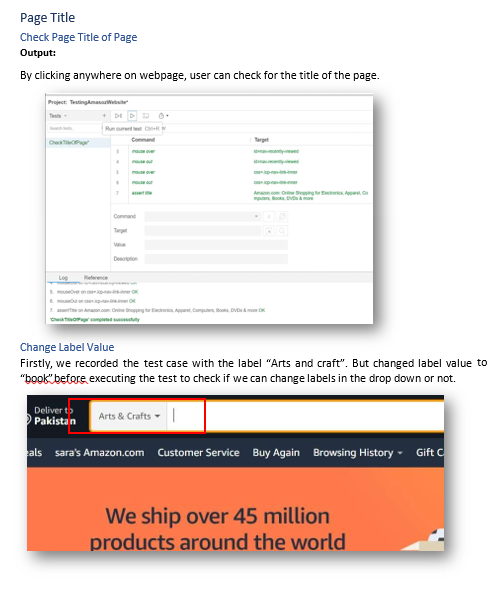 Page Title
Check Page Title of Page
Output:
By clicking anywhere on webpage, user can check for the title of the page.
Project: TestingAmasozWebsite*
Tests
Search tests...
Run current test Ctrl+R
CheckTitleOfPage*
Command Target
3 mouse over id=nav-recently-viewed
4 mouse out id=nav-recently-viewed
5 mouse over css=.icp-nav-link-inner
6 mouse out css=.icp-nav-link-inner
7 assert title Amazon.com: Online Shopping for Electronics, Apparel, Co
mputers, Books, DVDs & more
Command
Target
Value
Description
Log Reference
5. mouseOver on css=.icp-nav-link-inner OK
6. mouseOut on css=.icp-nav-link-inner OK
7. assertTitle on Amazon.com: Online Shopping for Electronics, Apparel, Computers, Books, DVDs & more OK
'CheckTitleOfPage' completed successfully
Change Label Value
Firstly, we recorded the test case with the label “Arts and craft”. But changed label value to
“book”before executing the test to check if we can change labels in the drop down or not.
Deliver to
Pakistan
Arts & Crafts
als sara's Amazon.com Customer Service Buy Again Browsing History Gift C
We ship over 45 million
products around the world